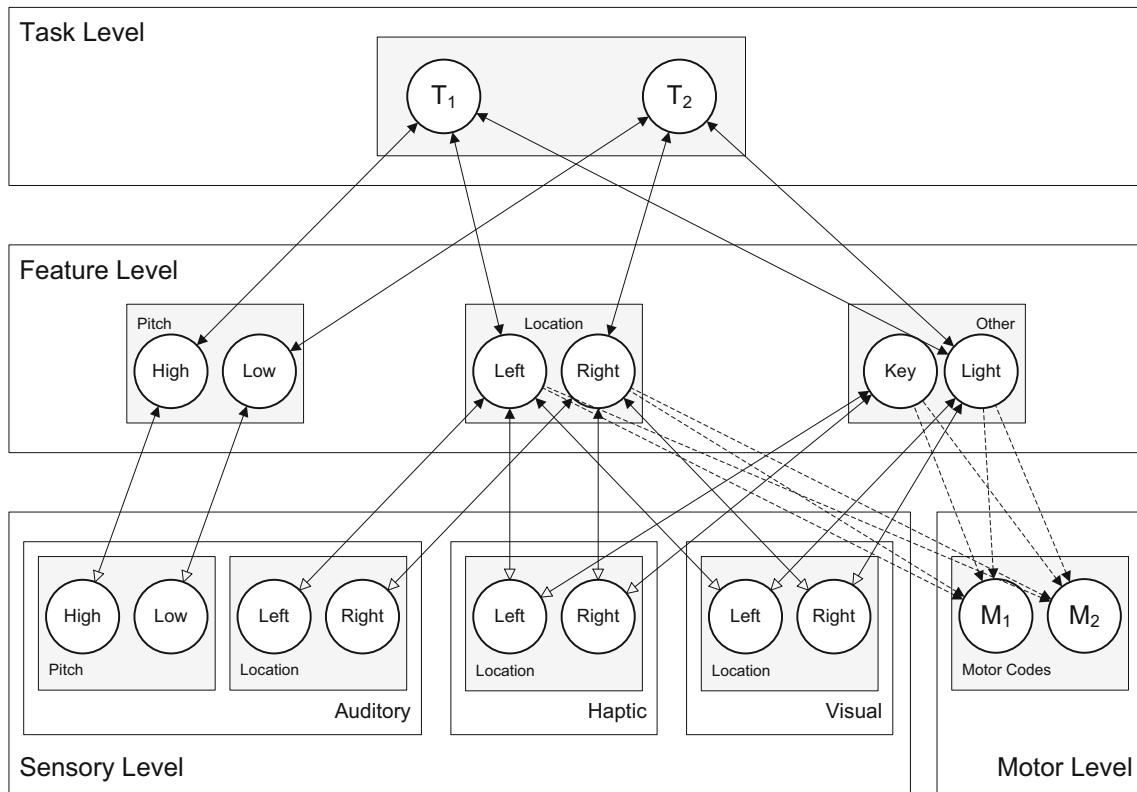 Task Level
T1
T2
Feature Level
Pitch
High
Low
Location
Left
Right
Other
Key
Light
High
Low
Pitch
Left
Right
Location
Auditory
Left
Right
Location
Haptic
Left
Right
Location
Visual
Sensory Level
M1
M2
Motor Codes
Motor Level